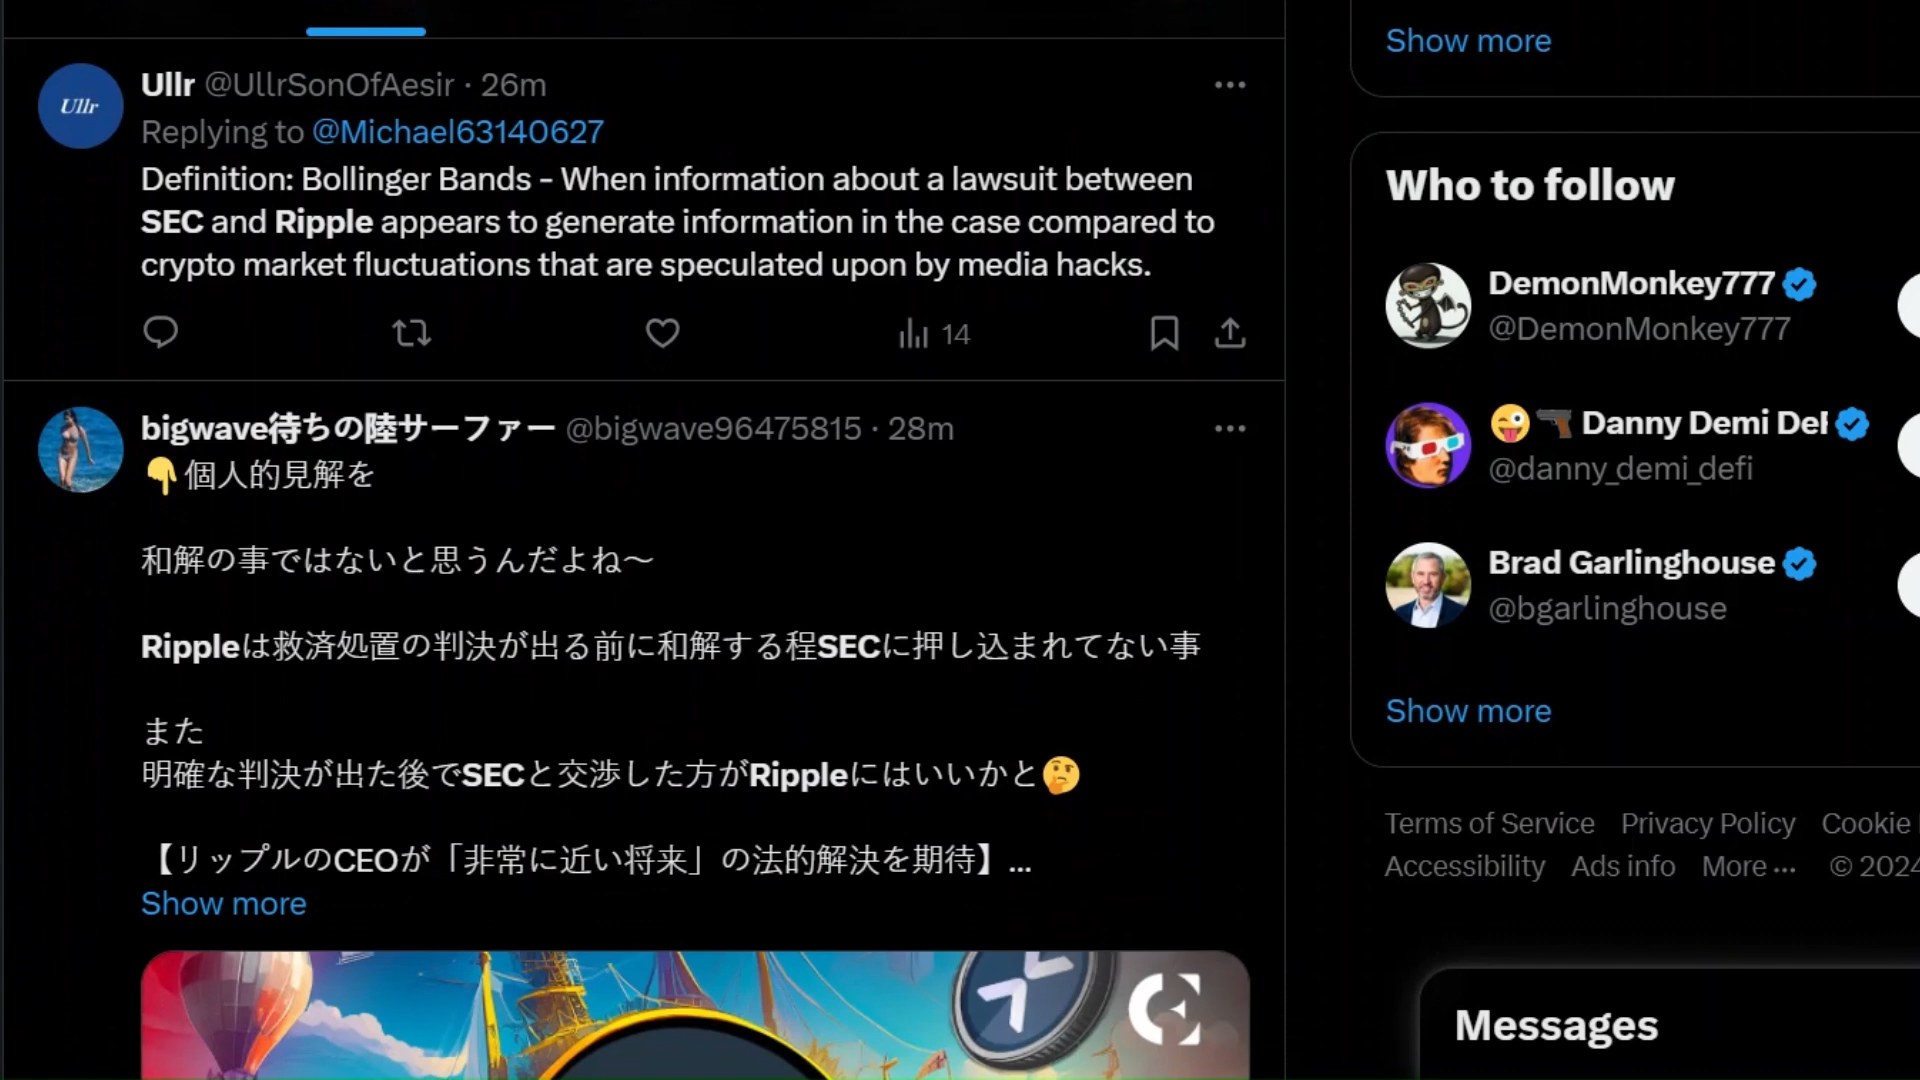 Ullr @UllrSonOfAesir · 26m
Ullr
Replying to @Michael63140627
Definition: Bollinger Bands - When information about a lawsuit between
SEC and Ripple appears to generate information in the case compared to
crypto market fluctuations that are speculated upon by media hacks.
14
bigwave待ちの陸サーファー @bigwave96475815 · 28m
👇個人的見解を
和解の事ではないと思うんだよね〜
Rippleは救済処置の判決が出る前に和解する程SECに押し込まれてない事
また
明確な判決が出た後でSECと交渉した方がRippleにはいいかと🤔
【リップルのCEOが「非常に近い将来」の法的解決を期待】...
Show more
Show more
Who to follow
DemonMonkey777
@DemonMonkey777
😜🔫 Danny Demi DeF
@danny_demi_defi
Brad Garlinghouse
@bgarlinghouse
Show more
Terms of Service Privacy Policy Cookie
Accessibility Ads info More ··· © 2024
Messages